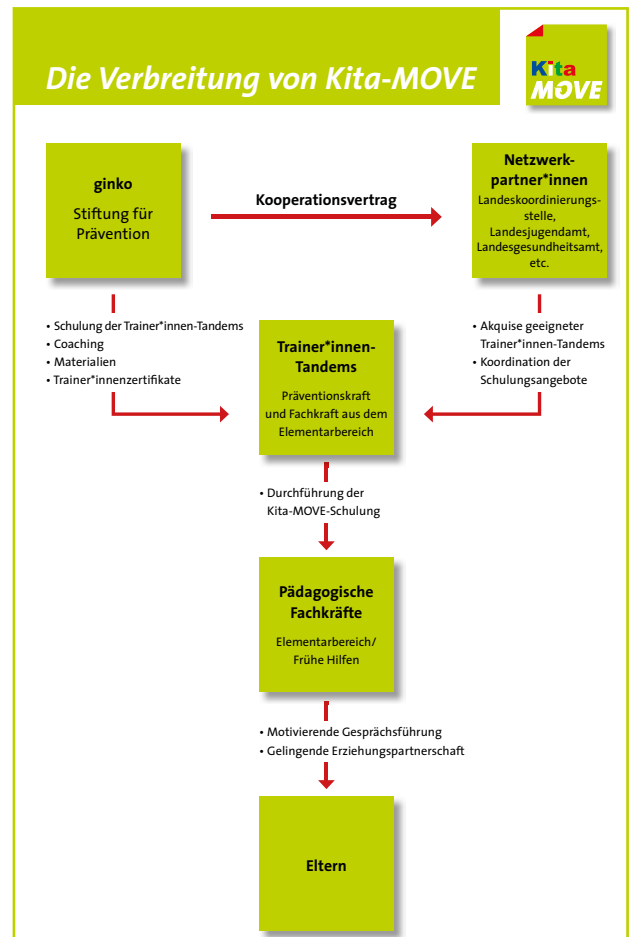 Die Verbreitung von Kita-MOVE
Kita
MOVE
ginko
Stiftung für
Prävention
Kooperationsvertrag
Netzwerk-
partner*innen
Landeskoordinierungs-
stelle,
Landesjugendamt,
Landesgesundheitsamt,
etc.
• Schulung der Trainer*innen-Tandems
• Coaching
• Materialien
• Trainer*innenzertifikate
• Akquise geeigneter
Trainer*innen-Tandems
• Koordination der
Schulungsangebote
Trainer*innen-
Tandems
Präventionskraft
und Fachkraft aus dem
Elementarbereich
• Durchführung der
Kita-MOVE-Schulung
Pädagogische
Fachkräfte
Elementarbereich/
Frühe Hilfen
• Motivierende Gesprächsführung
• Gelingende Erziehungspartnerschaft
Eltern